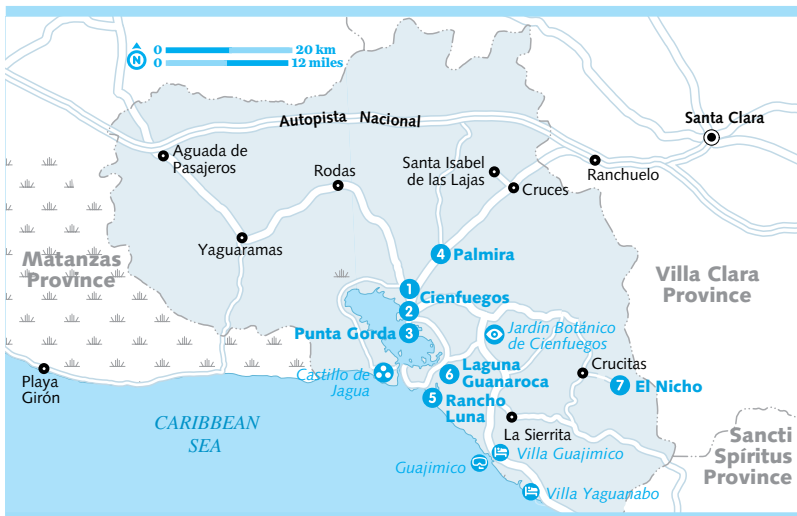 0 20 km
N
0 12 miles
Autopista Nacional
Santa Clara
Aguada de
Pasajeros
Rodas
Santa Isabel
de las Lajas
Cruces
Ranchuelo
Yaguaramas
4 Palmira
Matanzas
Province
Villa Clara
Province
1
Cienfuegos
2
Punta Gorda 3
Jardín Botánico
de Cienfuegos
Castillo de
Jagua
6 Laguna
Guanaroca
Crucitas
7 El Nicho
Playa
Girón
5 Rancho
Luna
CARIBBEAN
SEA
La Sierrita
Sancti
Spíritus
Province
Villa Guajimico
Guajimico
Villa Yaguanabo